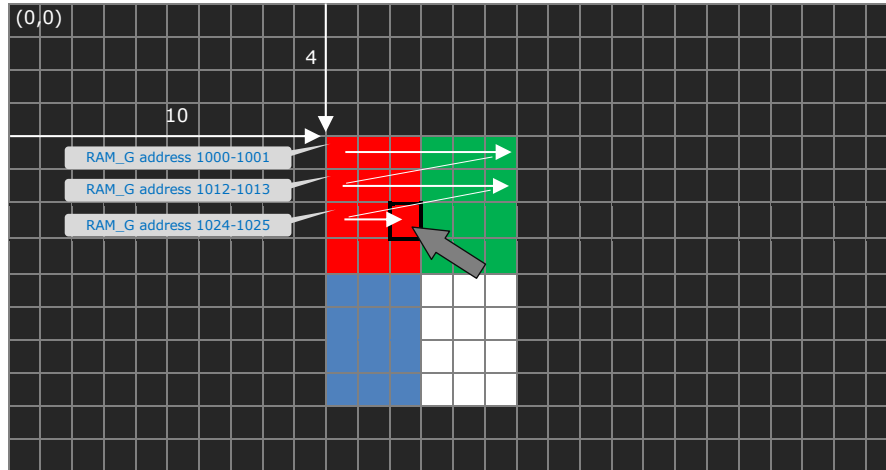 (0,0)
4
10
RAM_G address 1000-1001
RAM_G address 1012-1013
RAM_G address 1024-1025